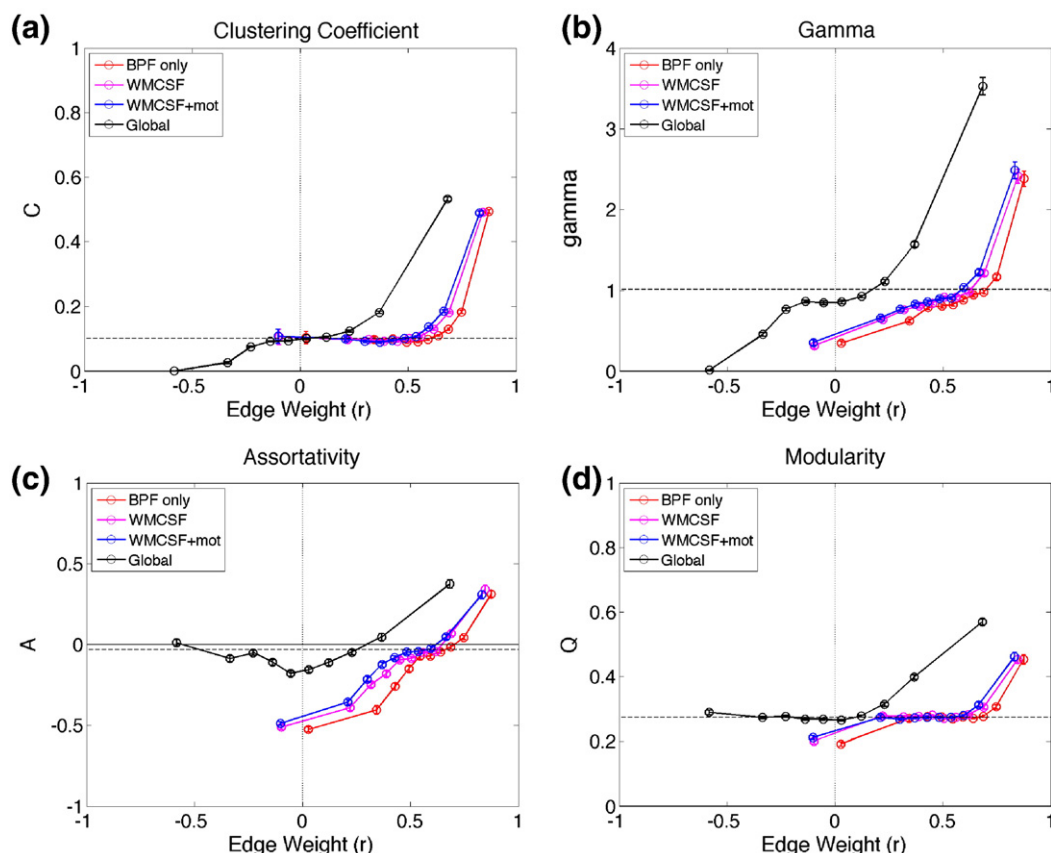 (a)
Clustering Coefficient
1
0.8
0.6
0.4
0.2
0
C
BPF only
WMCSF
WMCSF+mot
Global
-1
-0.5
0
0.5
1
Edge Weight (r)
(b)
Gamma
4
3
2
1
0
gamma
BPF only
WMCSF
WMCSF+mot
Global
-1
-0.5
0
0.5
1
Edge Weight (r)
(c)
Assortativity
1
0.5
0
-0.5
-1
A
BPF only
WMCSF
WMCSF+mot
Global
-1
-0.5
0
0.5
1
Edge Weight (r)
(d)
Modularity
1
0.8
0.6
0.4
0.2
0
Q
BPF only
WMCSF
WMCSF+mot
Global
-1
-0.5
0
0.5
1
Edge Weight (r)